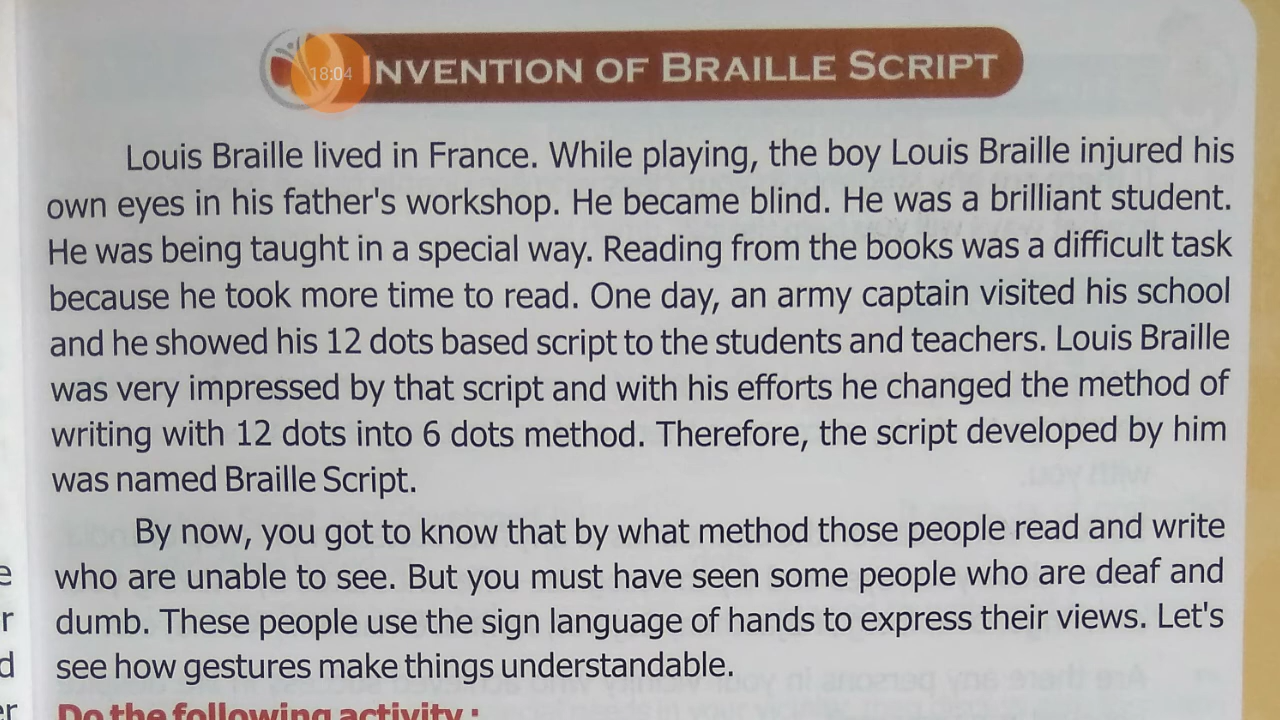 18:04
INVENTION OF BRAILLE SCRIPT
Louis Braille lived in France. While playing, the boy Louis Braille injured his
own eyes in his father's workshop. He became blind. He was a brilliant student.
He was being taught in a special way. Reading from the books was a difficult task
because he took more time to read. One day, an army captain visited his school
and he showed his 12 dots based script to the students and teachers. Louis Braille
was very impressed by that script and with his efforts he changed the method of
writing with 12 dots into 6 dots method. Therefore, the script developed by him
was named Braille Script.
By now, you got to know that by what method those people read and write
who are unable to see. But you must have seen some people who are deaf and
dumb. These people use the sign language of hands to express their views. Let's
see how gestures make things understandable.
Do the following activity :